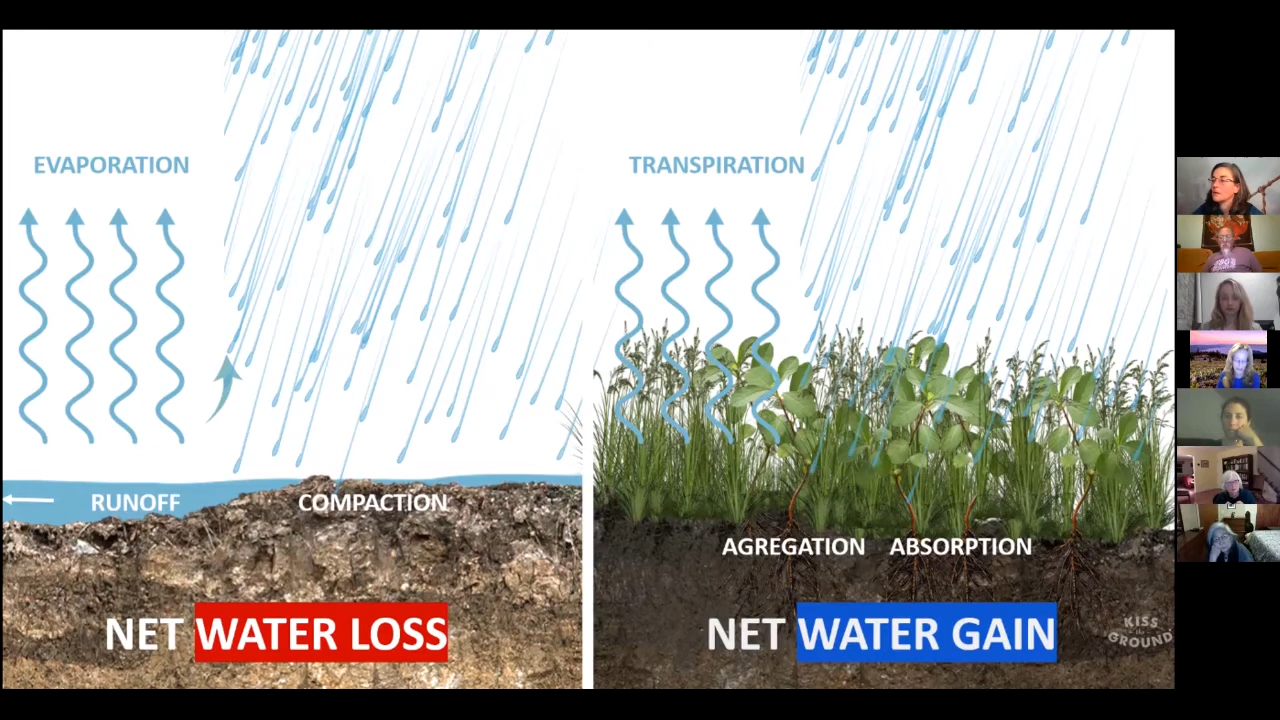 EVAPORATION
RUNOFF
COMPACTION
NET WATER LOSS
TRANSPIRATION
AGREGATION
ABSORPTION
NET WATER GAIN
KISS
the
GROUND